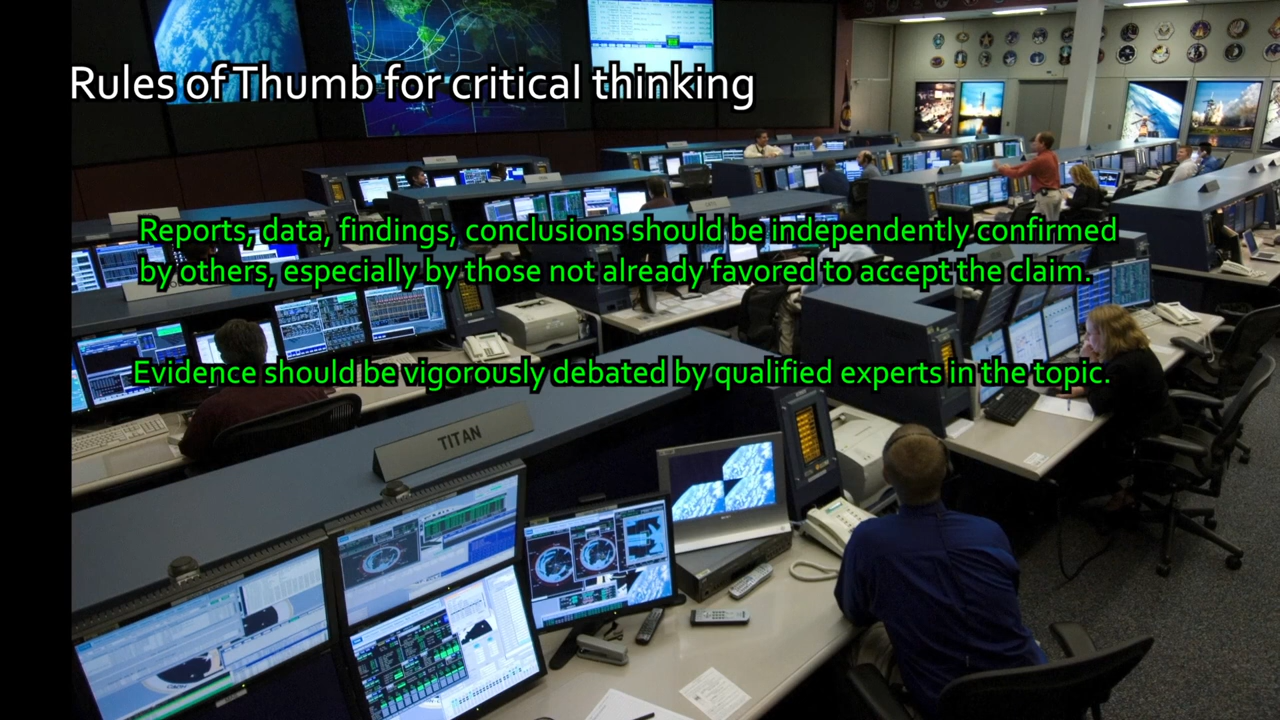 Rules of Thumb for critical thinking
Reports, data, findings, conclusions should be independently confirmed
by others, especially by those not already favored to accept the claim.
Evidence should be vigorously debated by qualified experts in the topic.
TITAN